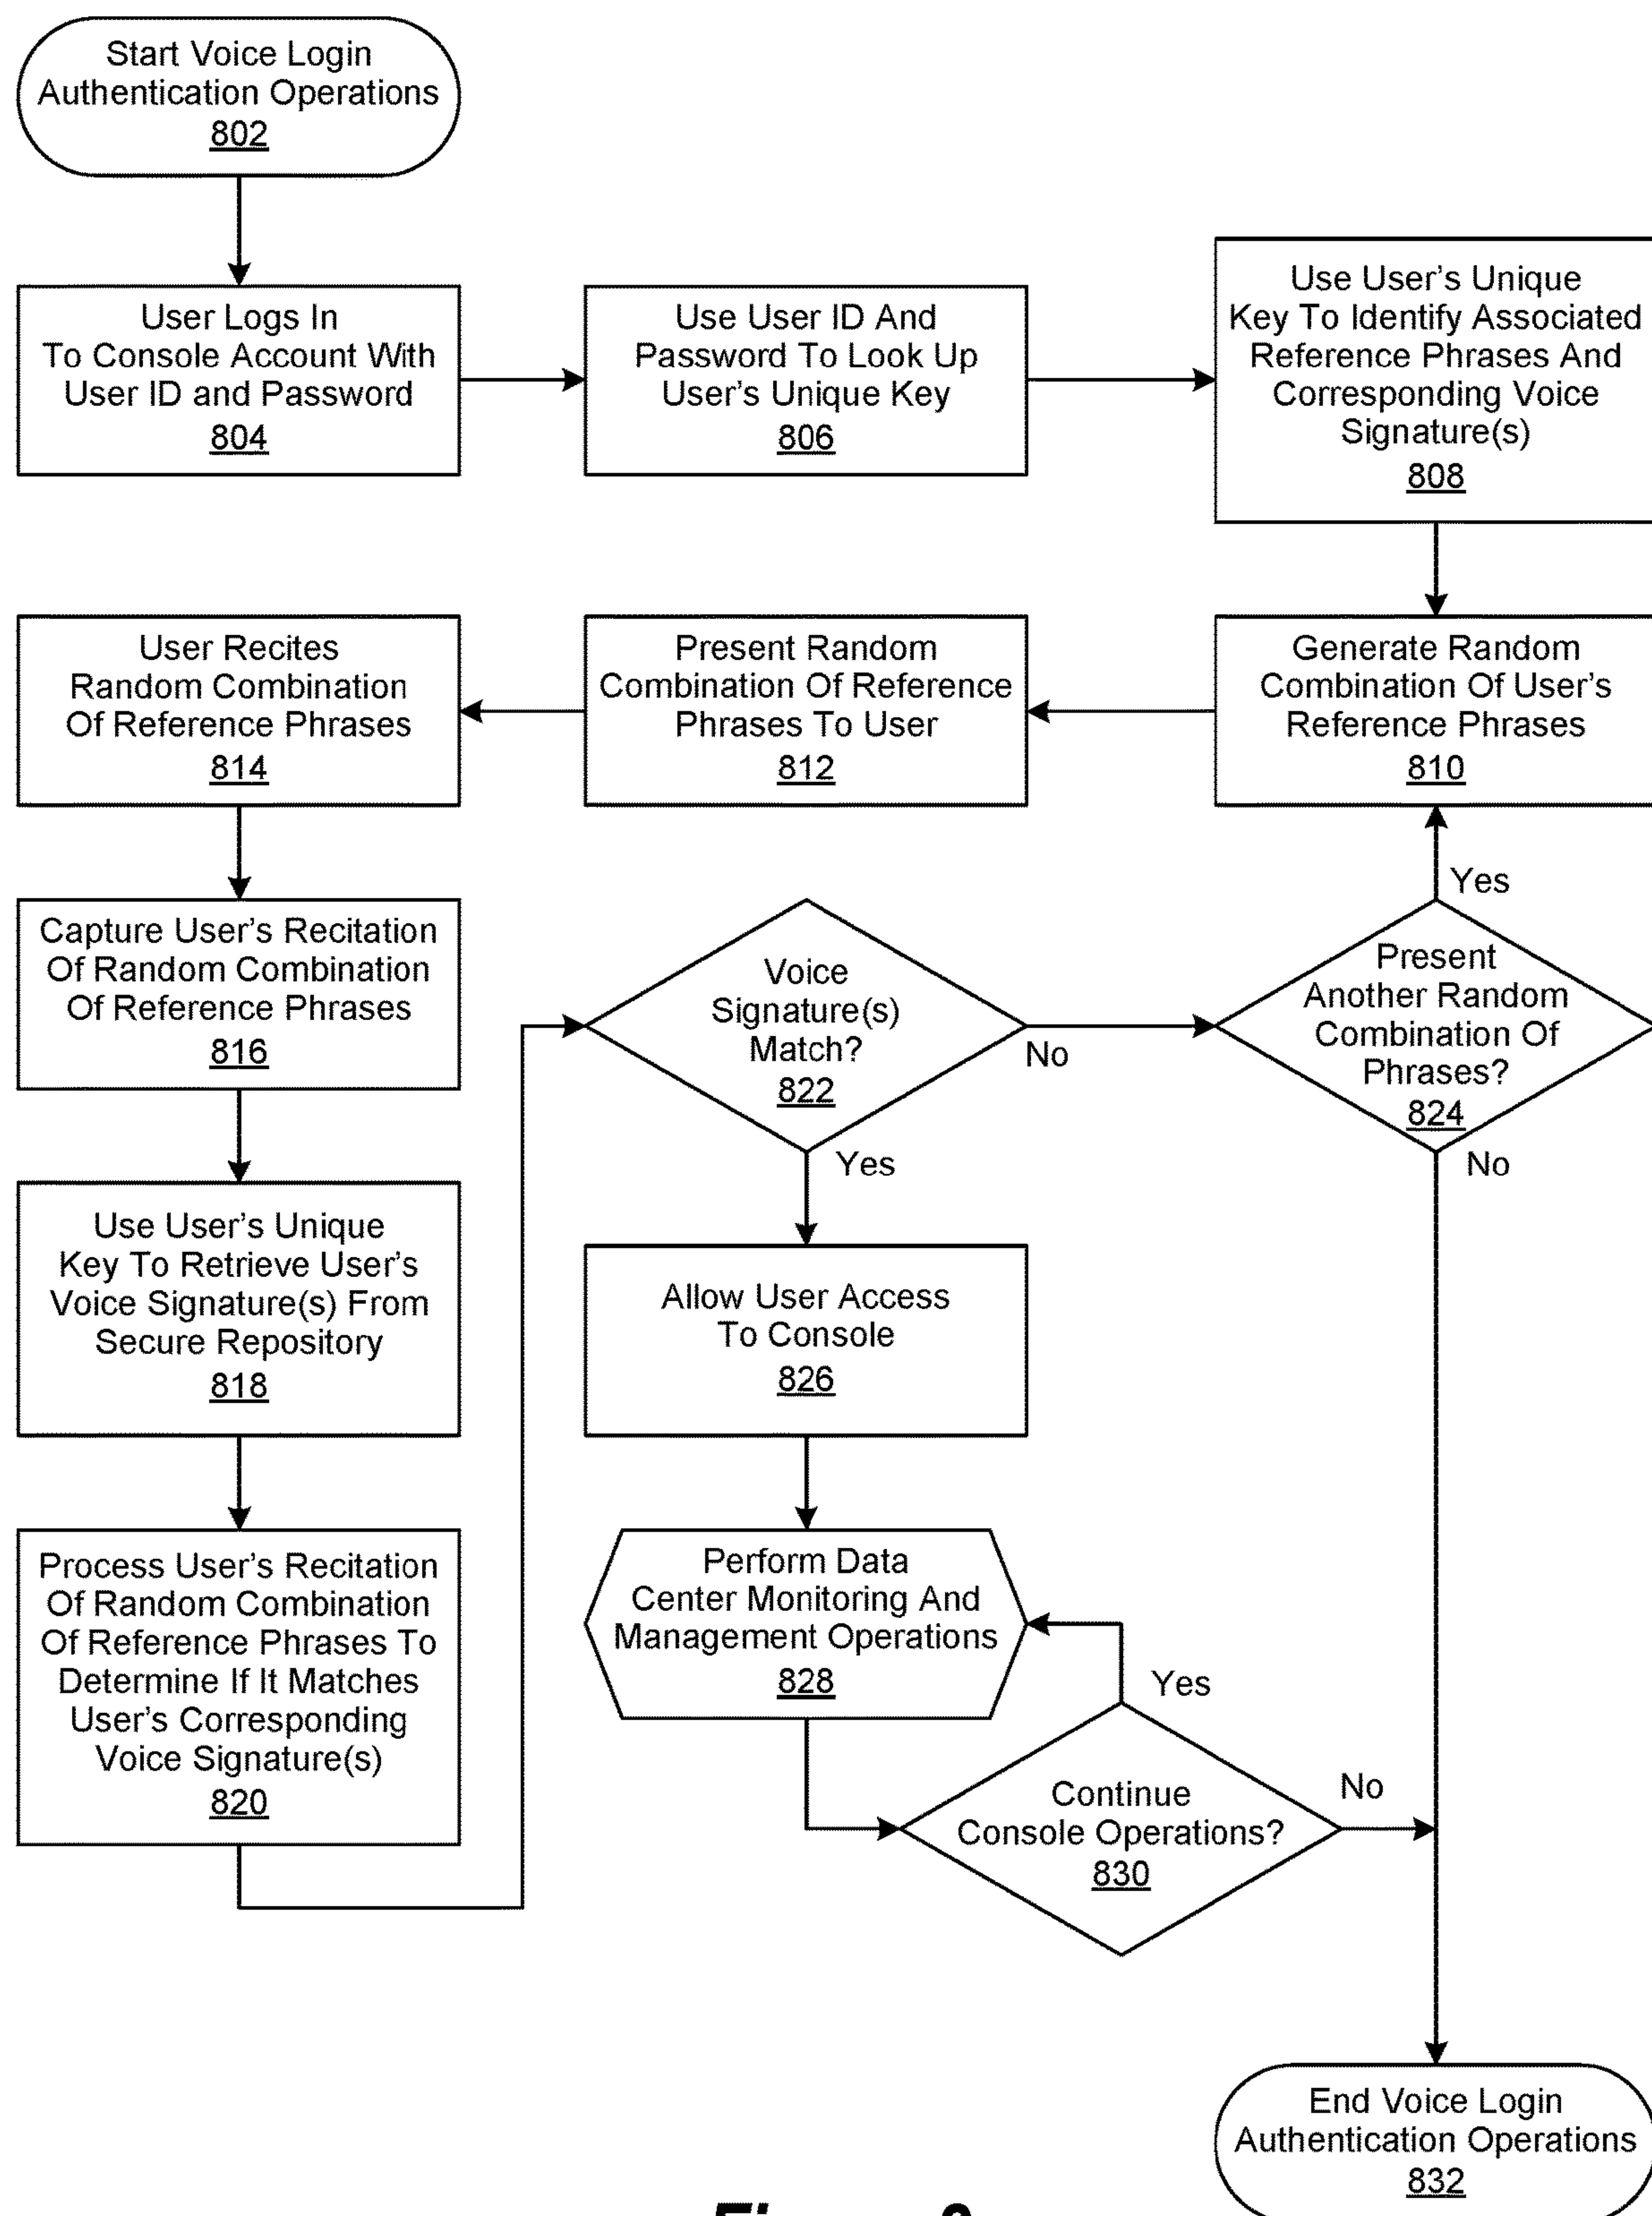 Start Voice Login
Authentication Operations
802
User Logs In
To Console Account With
User ID and Password
804
Use User ID And
Password To Look Up
User's Unique Key
806
Use User's Unique
Key To Identify Associated
Reference Phrases And
Corresponding Voice
Signature(s)
808
Generate Random
Combination Of User's
Reference Phrases
810
Present Random
Combination Of Reference
Phrases To User
812
User Recites
Random Combination
Of Reference Phrases
814
Capture User's Recitation
Of Random Combination
Of Reference Phrases
816
Use User's Unique
Key To Retrieve User's
Voice Signature(s) From
Secure Repository
818
Process User's Recitation
Of Random Combination
Of Reference Phrases To
Determine If It Matches
User's Corresponding
Voice Signature(s)
820
Voice
Signature(s)
Match?
822
No
Yes
Present
Another Random
Combination Of
Phrases?
824
Yes
No
Allow User Access
To Console
826
Perform Data
Center Monitoring And
Management Operations
828
Continue
Console Operations?
830
Yes
No
End Voice Login
Authentication Operations
832